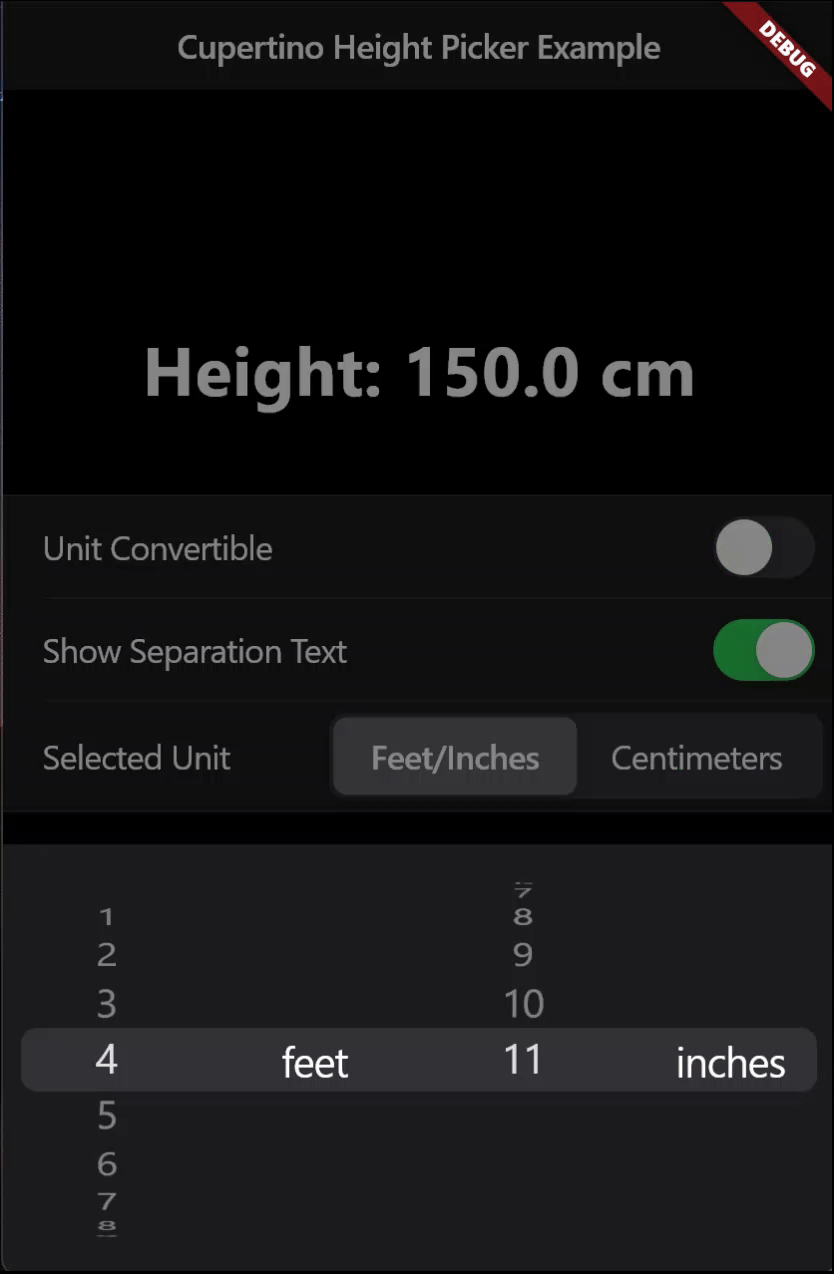 Cupertino Height Picker Example
DEBUG
Height: 150.0 cm
Unit Convertible
Show Separation Text
Selected Unit Feet/Inches Centimeters
7
1 8
2 9
3 10
4 feet 11 inches
5
6
7
8